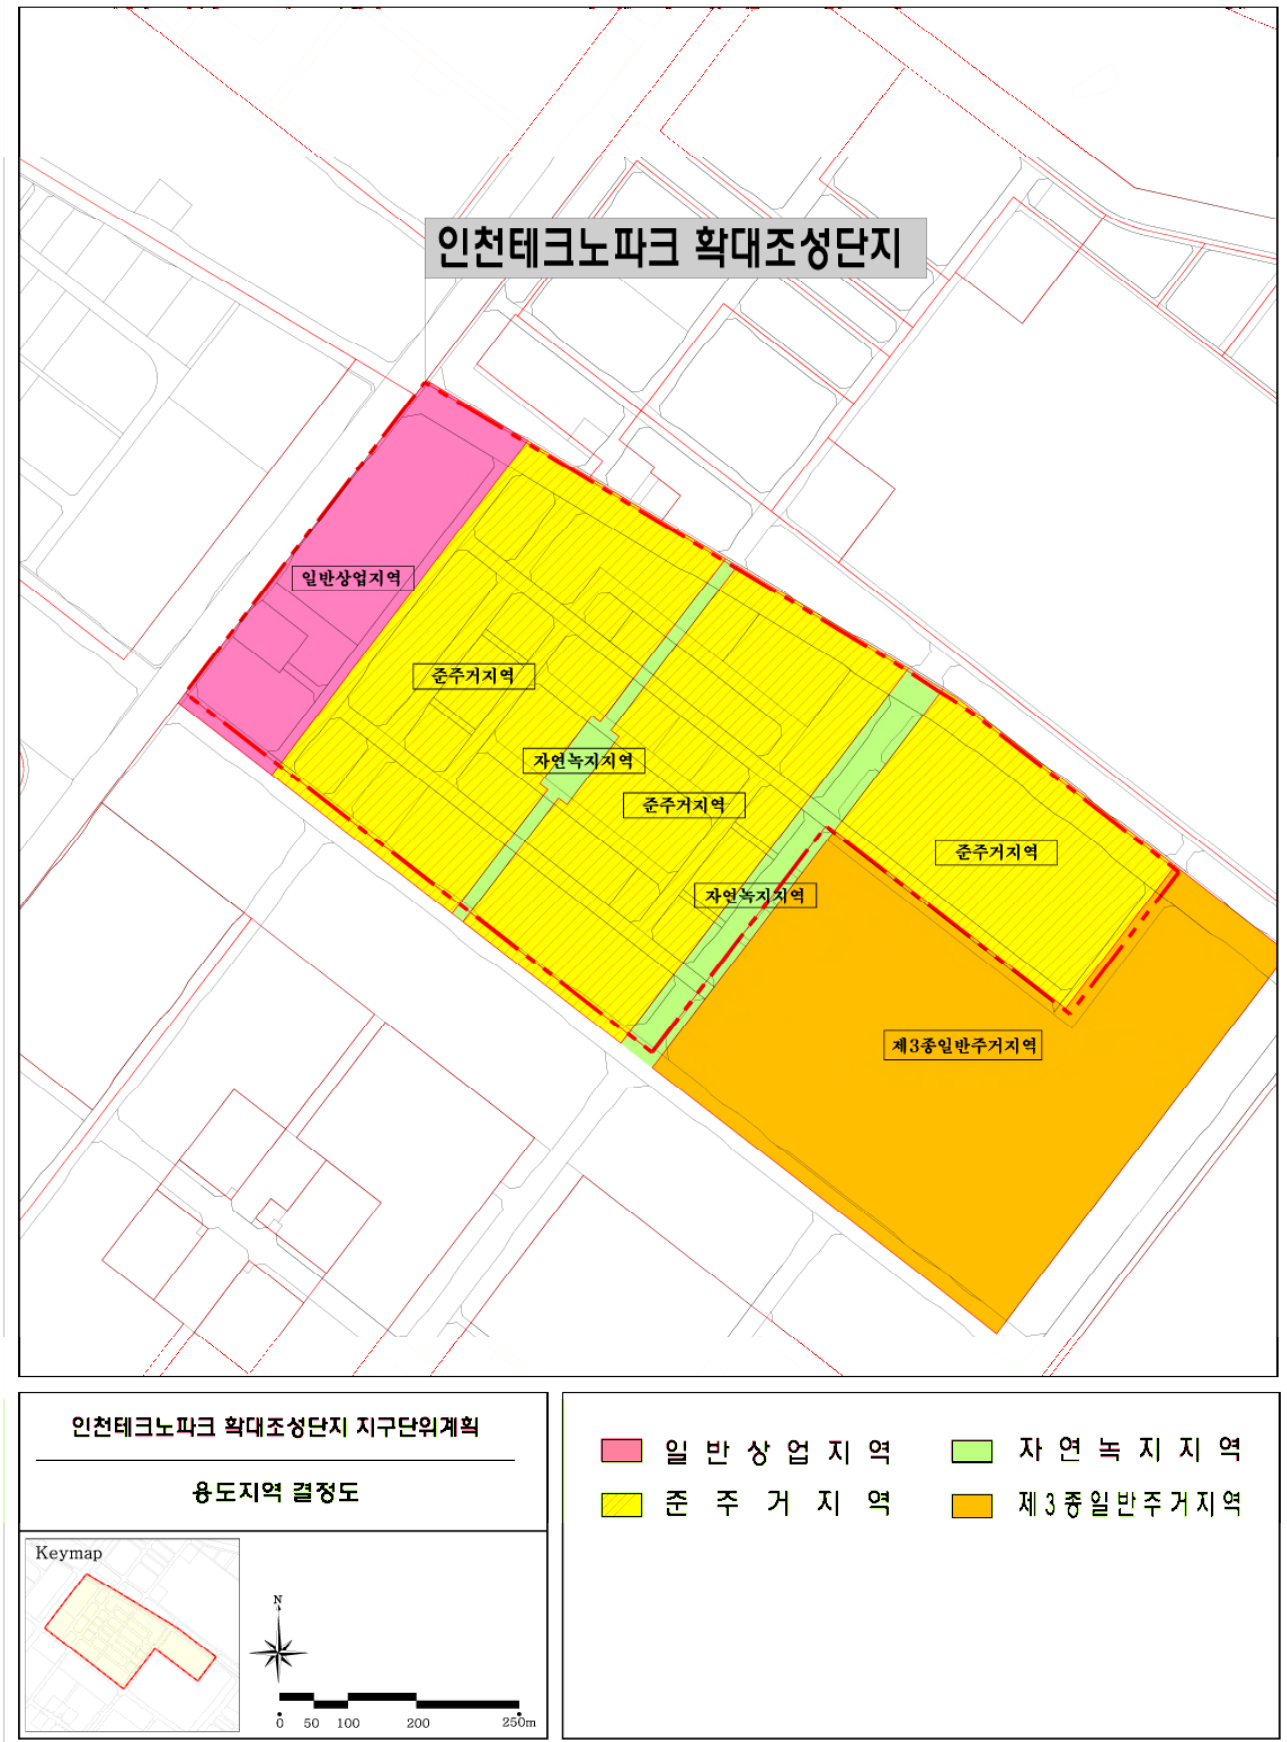 인천테크노파크 확대조성단지
일반상업지역
준주거지역
자연녹지지역
준주거지역
준주거지역
자연녹지지역
제3종일반주거지역
인천테크노파크 확대조성단지 지구단위계획
용도지역 결정도
Keymap
N
0 50 100 200 250m
일반상업지역
자연녹지지역
준주거지역
제3종일반주거지역